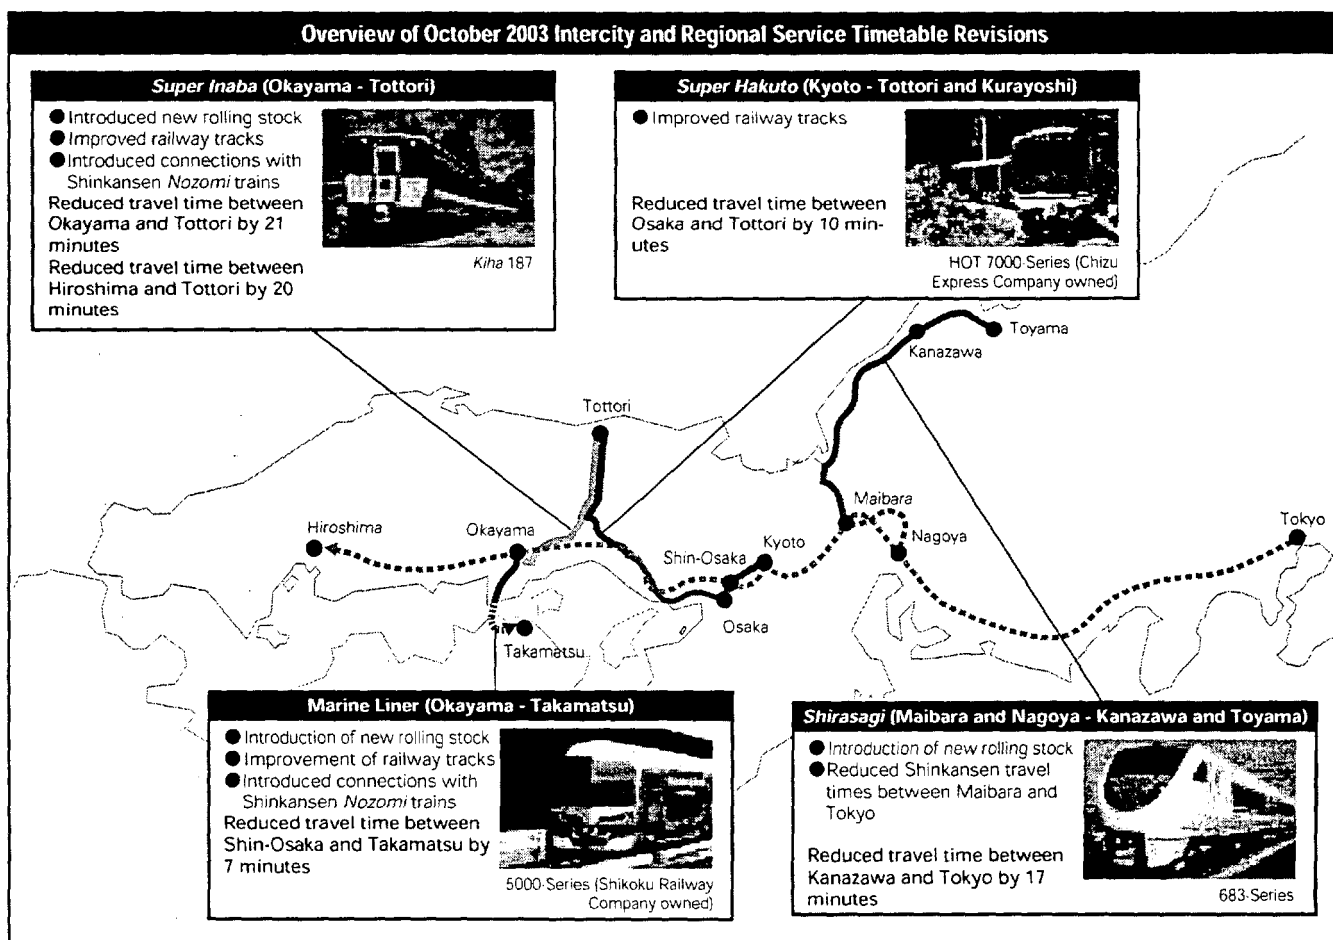 Overview of October 2003 Intercity and Regional Service Timetable Revisions
Super Inaba (Okayama - Tottori)
● Introduced new rolling stock
● Improved railway tracks
● Introduced connections with
Shinkansen Nozomi trains
Reduced travel time between
Okayama and Tottori by 21
minutes
Reduced travel time between
Hiroshima and Tottori by 20
minutes
Kiha 187
Super Hakuto (Kyoto - Tottori and Kurayoshi)
● Improved railway tracks
Reduced travel time between
Osaka and Tottori by 10 min-
utes
HOT 7000-Series (Chizu
Express Company owned)
Toyama
Kanazawa
Tottori
Maibara
Hiroshima
Okayama
Tokyo
Nagoya
Kyoto
Shin-Osaka
Osaka
Takamatsu
Marine Liner (Okayama - Takamatsu)
● Introduction of new rolling stock
● Improvement of railway tracks
● Introduced connections with
Shinkansen Nozomi trains
Reduced travel time between
Shin-Osaka and Takamatsu by
7 minutes
5000-Series (Shikoku Railway
Company owned)
Shirasagi (Maibara and Nagoya - Kanazawa and Toyama)
● Introduction of new rolling stock
● Reduced Shinkansen travel
times between Maibara and
Tokyo
Reduced travel time between
Kanazawa and Tokyo by 17
minutes
683-Series